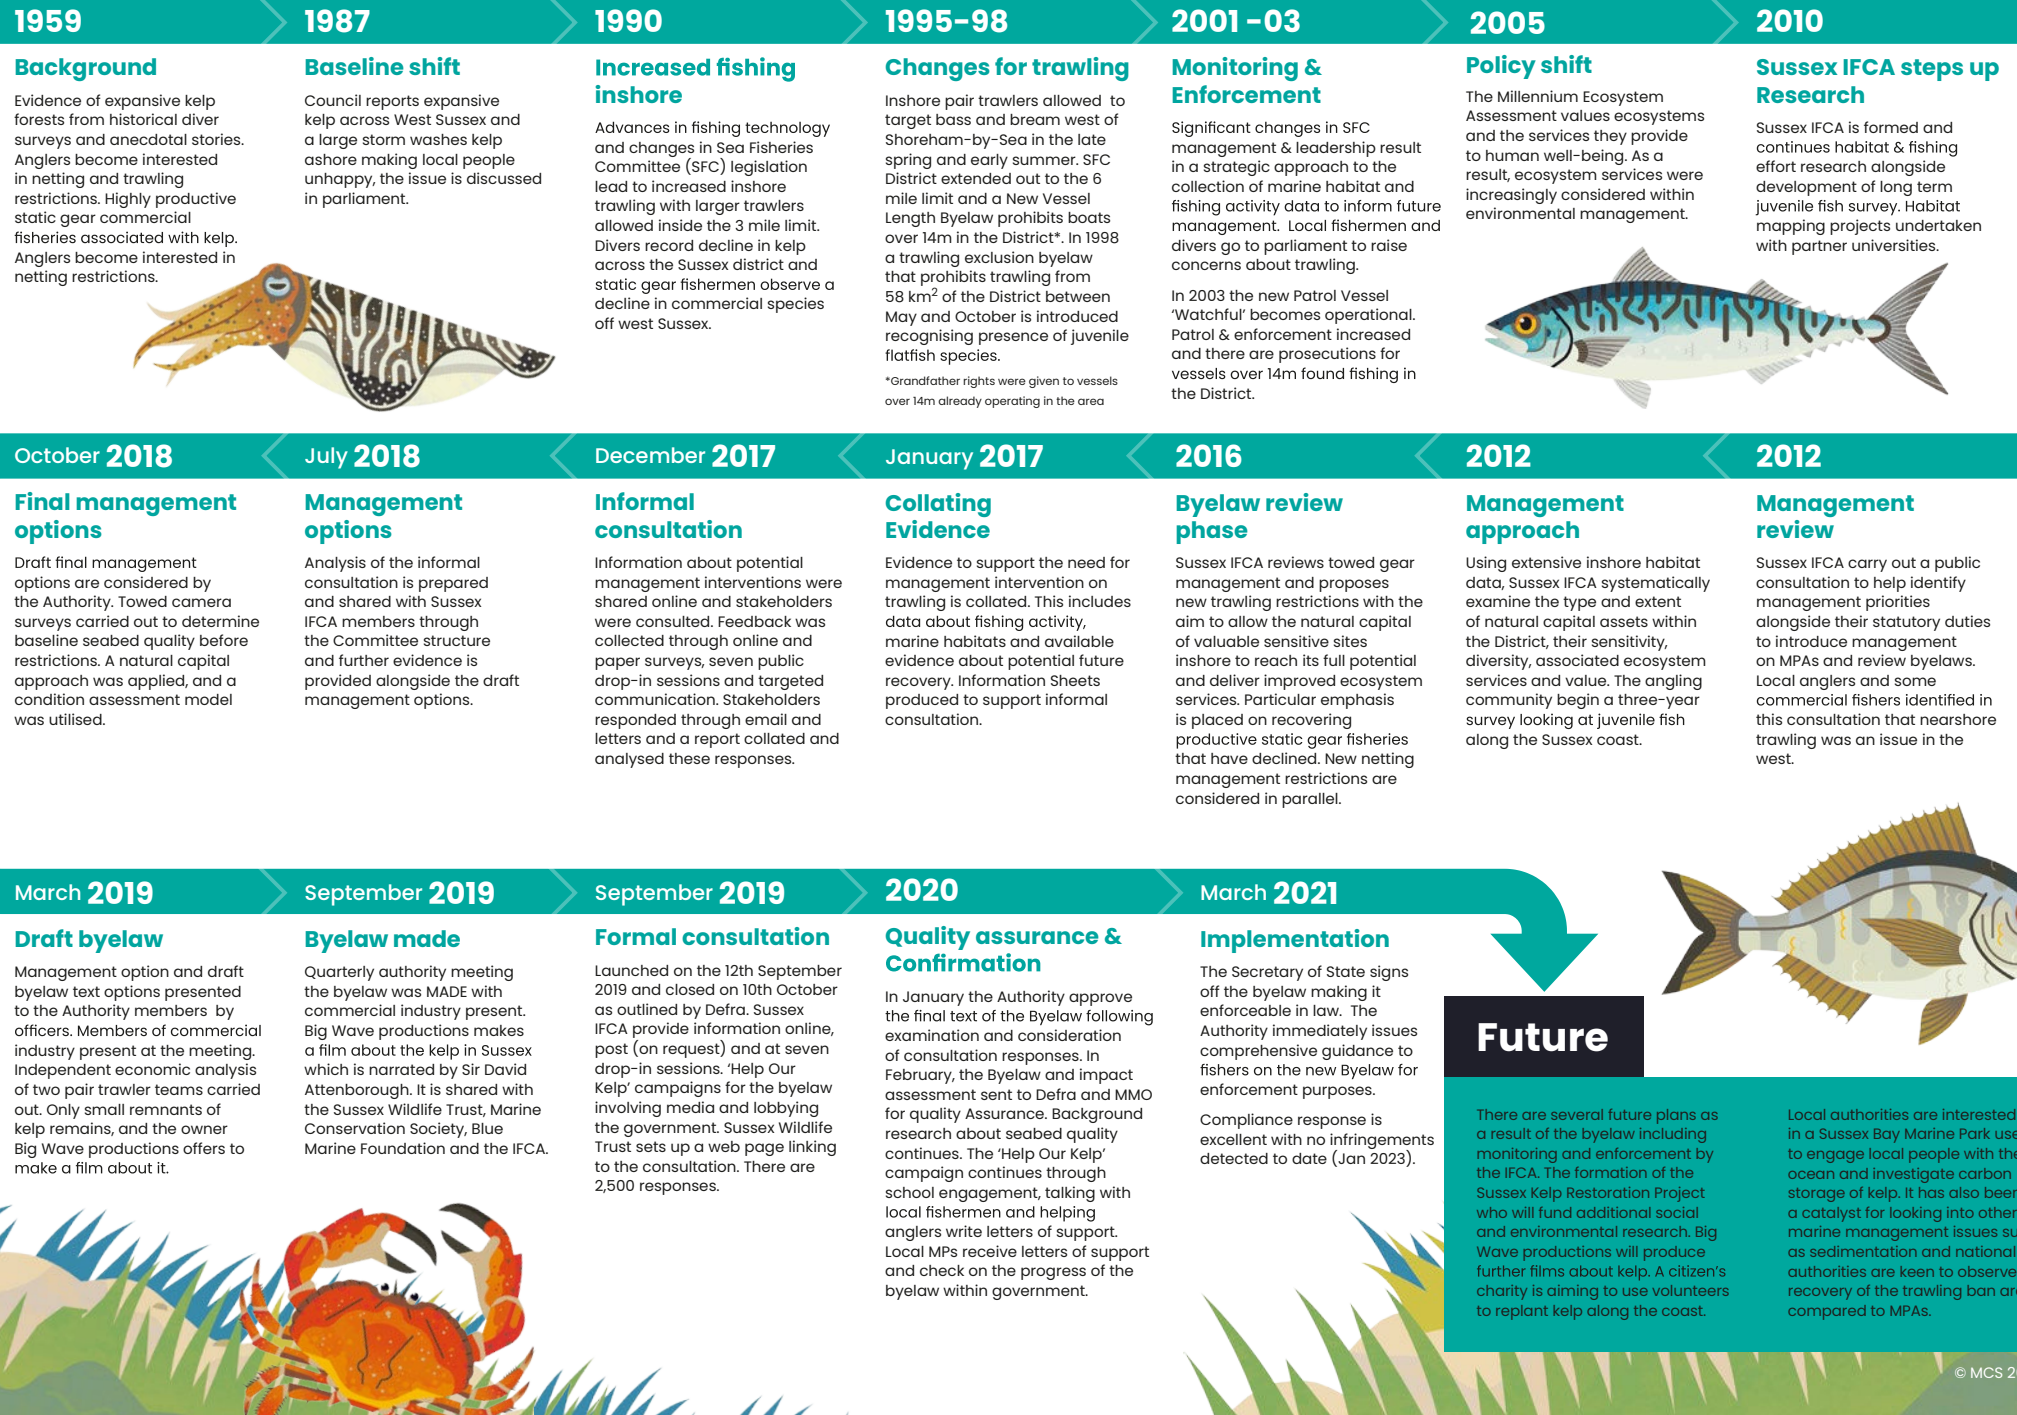 1959
Background
Evidence of expansive kelp
forests from historical diver
surveys and anecdotal stories.
Anglers become interested
in netting and trawling
restrictions. Highly productive
static gear commercial
fisheries associated with kelp.
Anglers become interested in
netting restrictions.
1987
Baseline shift
Council reports expansive
kelp across West Sussex and
a large storm washes kelp
ashore making local people
unhappy, the issue is discussed
in parliament.
1990
Increased fishing
inshore
Advances in fishing technology
and changes in Sea Fisheries
Committee (SFC) legislation
lead to increased inshore
trawling with larger trawlers
allowed inside the 3 mile limit.
Divers record decline in kelp
across the Sussex district and
static gear fishermen observe a
decline in commercial species
off west Sussex.
1995-98
Changes for trawling
Inshore pair trawlers allowed to
target bass and bream west of
Shoreham-by-Sea in the late
spring and early summer. SFC
District extended out to the 6
mile limit and a New Vessel
Length Byelaw prohibits boats
over 14m in the District*. In 1998
a trawling exclusion byelaw
that prohibits trawling from
58 km² of the District between
May and October is introduced
recognising presence of juvenile
flatfish species.
*Grandfather rights were given to vessels
over 14m already operating in the area
2001 -03
Monitoring &
Enforcement
Significant changes in SFC
management & leadership result
in a strategic approach to the
collection of marine habitat and
fishing activity data to inform future
management. Local fishermen and
divers go to parliament to raise
concerns about trawling.
In 2003 the new Patrol Vessel
‘Watchful’ becomes operational.
Patrol & enforcement increased
and there are prosecutions for
vessels over 14m found fishing in
the District.
2005
Policy shift
The Millennium Ecosystem
Assessment values ecosystems
and the services they provide
to human well-being. As a
result, ecosystem services were
increasingly considered within
environmental management.
2010
Sussex IFCA steps up
Research
Sussex IFCA is formed and
continues habitat & fishing
effort research alongside
development of long term
juvenile fish survey. Habitat
mapping projects undertaken
with partner universities.
October 2018
Final management
options
Draft final management
options are considered by
the Authority. Towed camera
surveys carried out to determine
baseline seabed quality before
restrictions. A natural capital
approach was applied, and a
condition assessment model
was utilised.
July 2018
Management
options
Analysis of the informal
consultation is prepared
and shared with Sussex
IFCA members through
the Committee structure
and further evidence is
provided alongside the draft
management options.
December 2017
Informal
consultation
Information about potential
management interventions were
shared online and stakeholders
were consulted. Feedback was
collected through online and
paper surveys, seven public
drop-in sessions and targeted
communication. Stakeholders
responded through email and
letters and a report collated and
analysed these responses.
January 2017
Collating
Evidence
Evidence to support the need for
management intervention on
trawling is collated. This includes
data about fishing activity,
marine habitats and available
evidence about potential future
recovery. Information Sheets
produced to support informal
consultation.
2016
Byelaw review
phase
Sussex IFCA reviews towed gear
management and proposes
new trawling restrictions with the
aim to allow the natural capital
of valuable sensitive sites
inshore to reach its full potential
and deliver improved ecosystem
services. Particular emphasis
is placed on recovering
productive static gear fisheries
that have declined. New netting
management restrictions are
considered in parallel.
2012
Management
approach
Using extensive inshore habitat
data, Sussex IFCA systematically
examine the type and extent
of natural capital assets within
the District, their sensitivity,
diversity, associated ecosystem
services and value. The angling
community begin a three-year
survey looking at juvenile fish
along the Sussex coast.
2012
Management
review
Sussex IFCA carry out a public
consultation to help identify
management priorities
alongside their statutory duties
to introduce management
on MPAs and review byelaws.
Local anglers and some
commercial fishers identified in
this consultation that nearshore
trawling was an issue in the
west.
March 2019
Draft byelaw
Management option and draft
byelaw text options presented
to the Authority members by
officers. Members of commercial
industry present at the meeting.
Independent economic analysis
of two pair trawler teams carried
out. Only small remnants of
kelp remains, and the owner
Big Wave productions offers to
make a film about it.
September 2019
Byelaw made
Quarterly authority meeting
the byelaw was MADE with
commercial industry present.
Big Wave productions makes
a film about the kelp in Sussex
which is narrated by Sir David
Attenborough. It is shared with
the Sussex Wildlife Trust, Marine
Conservation Society, Blue
Marine Foundation and the IFCA.
September 2019
Formal consultation
Launched on the 12th September
2019 and closed on 10th October
as outlined by Defra. Sussex
IFCA provide information online,
post (on request) and at seven
drop-in sessions. ‘Help Our
Kelp’ campaigns for the byelaw
involving media and lobbying
the government. Sussex Wildlife
Trust sets up a web page linking
to the consultation. There are
2,500 responses.
2020
Quality assurance &
Confirmation
In January the Authority approve
the final text of the Byelaw following
examination and consideration
of consultation responses. In
February, the Byelaw and impact
assessment sent to Defra and MMO
for quality Assurance. Background
research about seabed quality
continues. The ‘Help Our Kelp’
campaign continues through
school engagement, talking with
local fishermen and helping
anglers write letters of support.
Local MPs receive letters of support
and check on the progress of the
byelaw within government.
March 2021
Implementation
The Secretary of State signs
off the byelaw making it
enforceable in law. The
Authority immediately issues
comprehensive guidance to
fishers on the new Byelaw for
enforcement purposes.
Compliance response is
excellent with no infringements
detected to date (Jan 2023).
Future
There are several future plans as
a result of the byelaw including
monitoring and enforcement by
the IFCA. The formation of the
Sussex Kelp Restoration Project
who will fund additional social
and environmental research. Big
Wave productions will produce
further films about kelp. A citizen’s
charity is aiming to use volunteers
to replant kelp along the coast.
Local authorities are interested
in a Sussex Bay Marine Park use
to engage local people with the
ocean and investigate carbon
storage of kelp. It has also been
a catalyst for looking into other
marine management issues su
as sedimentation and national
authorities are keen to observe
recovery of the trawling ban ar
compared to MPAs.
© MCS 2